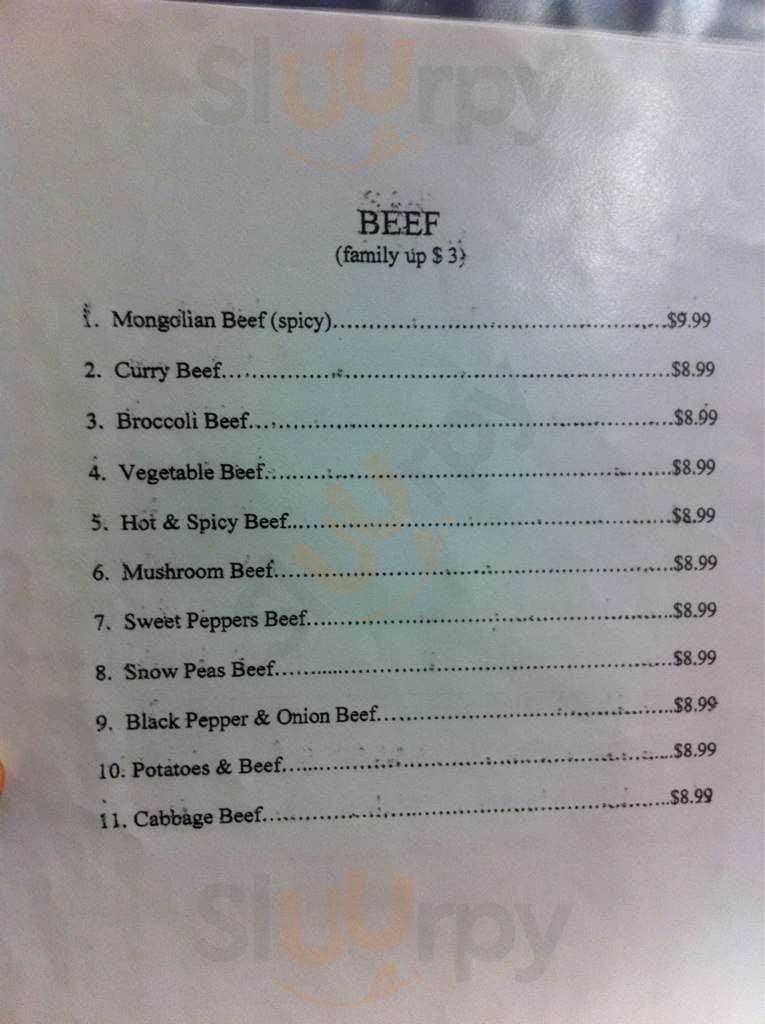 Sluurpy
BEEF
(family up $ 3)
1. Mongolian Beef (spicy)....................................................$9.99
2. Curry Beef....................................................$8.99
3. Broccoli Beef....................................................$8.99
4. Vegetable Beef....................................................$8.99
5. Hot & Spicy Beef....................................................$8.99
6. Mushroom Beef....................................................$8.99
7. Sweet Peppers Beef....................................................$8.99
8. Snow Peas Beef....................................................$8.99
9. Black Pepper & Onion Beef....................................................$8.99
10. Potatoes & Beef....................................................$8.99
11. Cabbage Beef....................................................$8.99
Sluurpy
Sluurpy